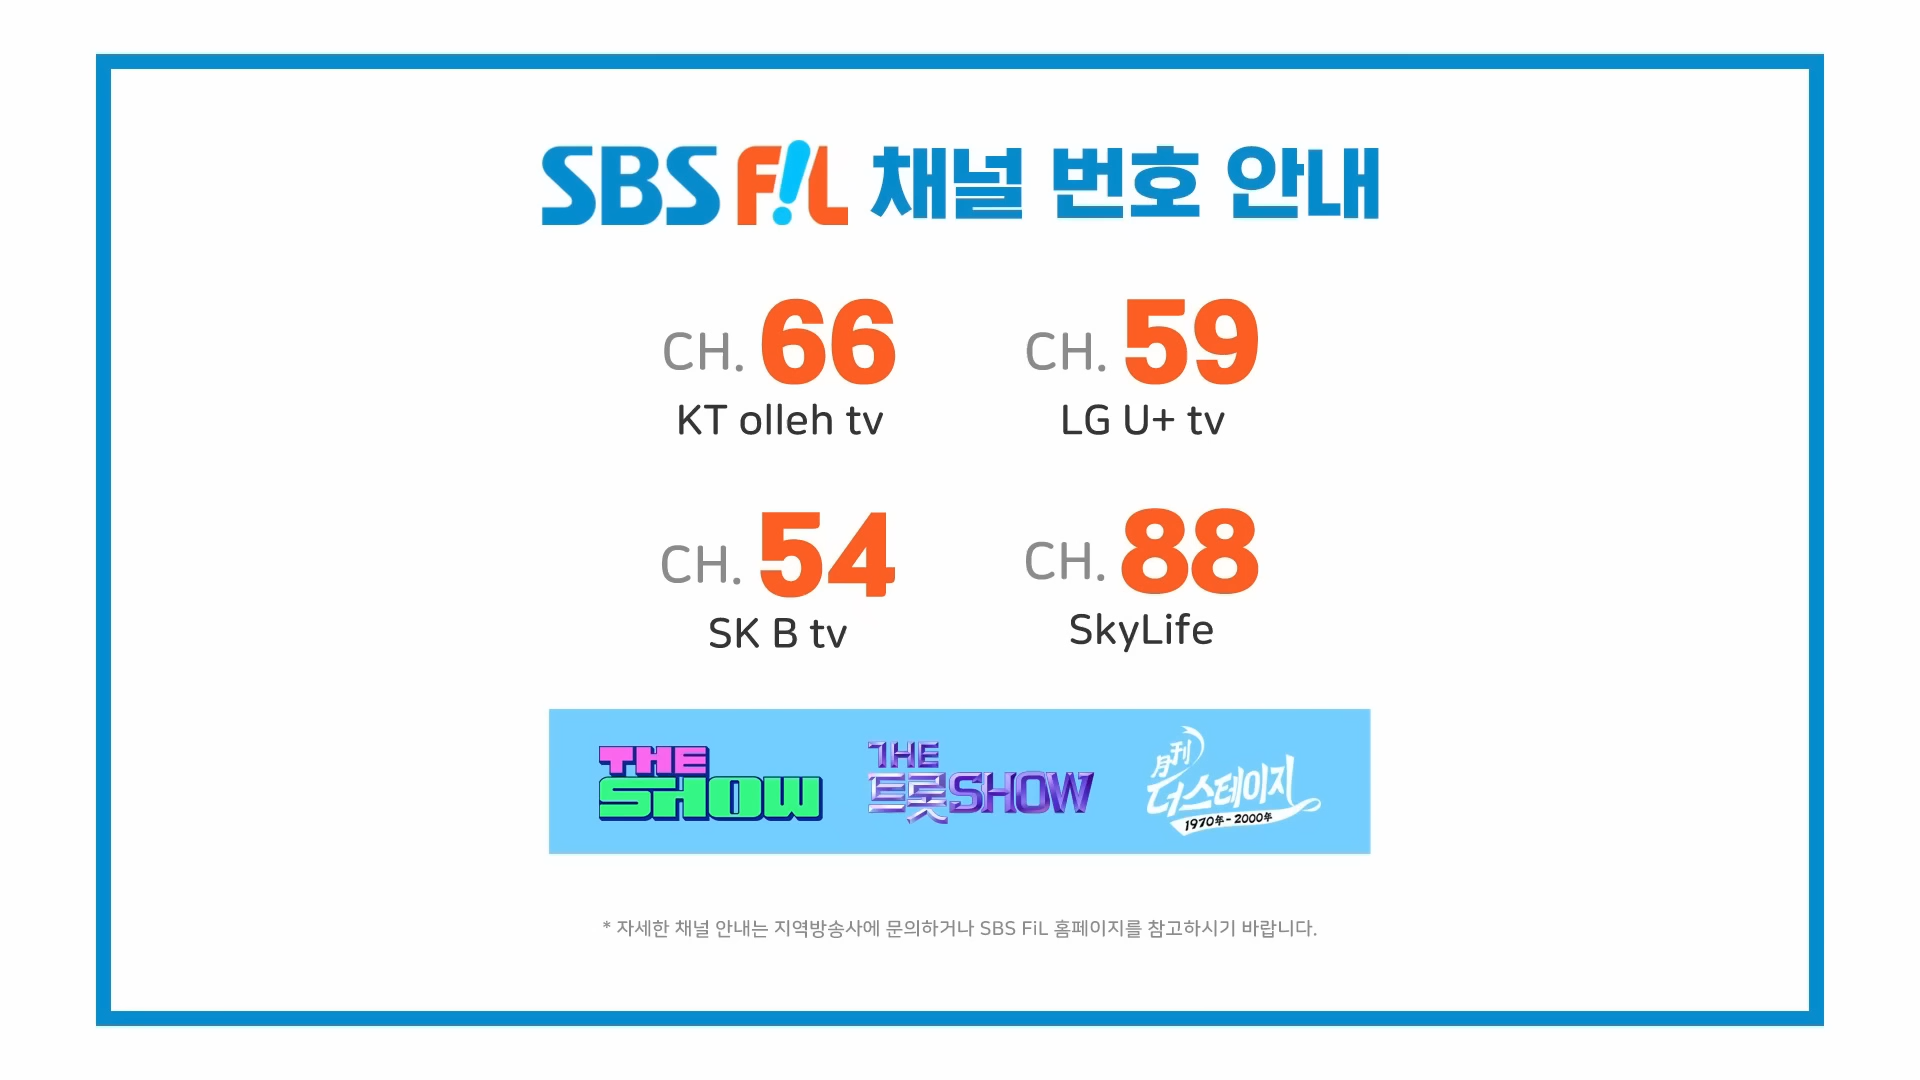 SBS F!L 채널 번호 안내
CH. 66
KT olleh tv
CH. 59
LG U+ tv
CH. 54
SK B tv
CH. 88
SkyLife
THE
SHOW
THE
트롯SHOW
月刊
더스테이지
1970年-2000年
* 자세한 채널 안내는 지역방송사에 문의하거나 SBS FiL 홈페이지를 참고하시기 바랍니다.